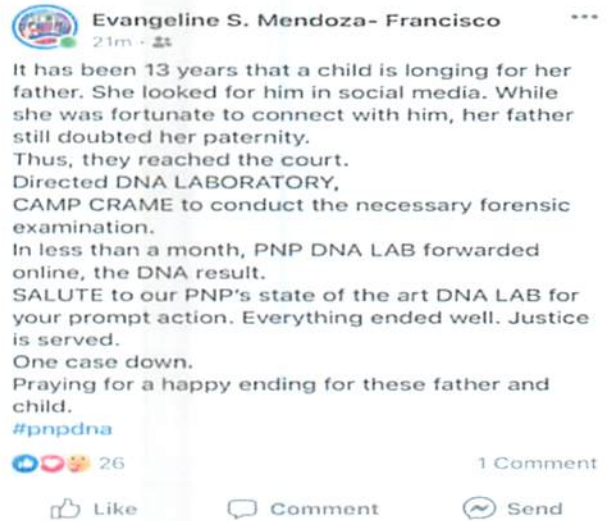 Evangeline S. Mendoza- Francisco
21m ·
It has been 13 years that a child is longing for her
father. She looked for him in social media. While
she was fortunate to connect with him, her father
still doubted her paternity.
Thus, they reached the court.
Directed DNA LABORATORY,
CAMP CRAME to conduct the necessary forensic
examination.
In less than a month, PNP DNA LAB forwarded
online, the DNA result.
SALUTE to our PNP's state of the art DNA LAB for
your prompt action. Everything ended well. Justice
is served.
One case down.
Praying for a happy ending for these father and
child.
#pnpdna
26 1 Comment
Like Comment Send